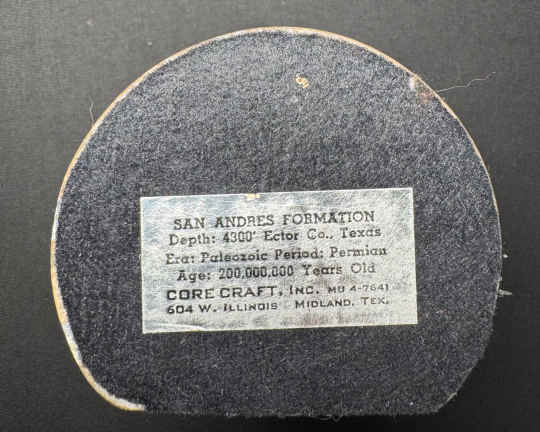 SAN ANDRES FORMATION
Depth: 4300' Ector Co., Texas
Era: Paleozoic Period: Permian
Age: 200,000,000 Years Old
CORE CRAFT, INC. MU 4-7641
604 W. ILLINOIS MIDLAND, TEX.